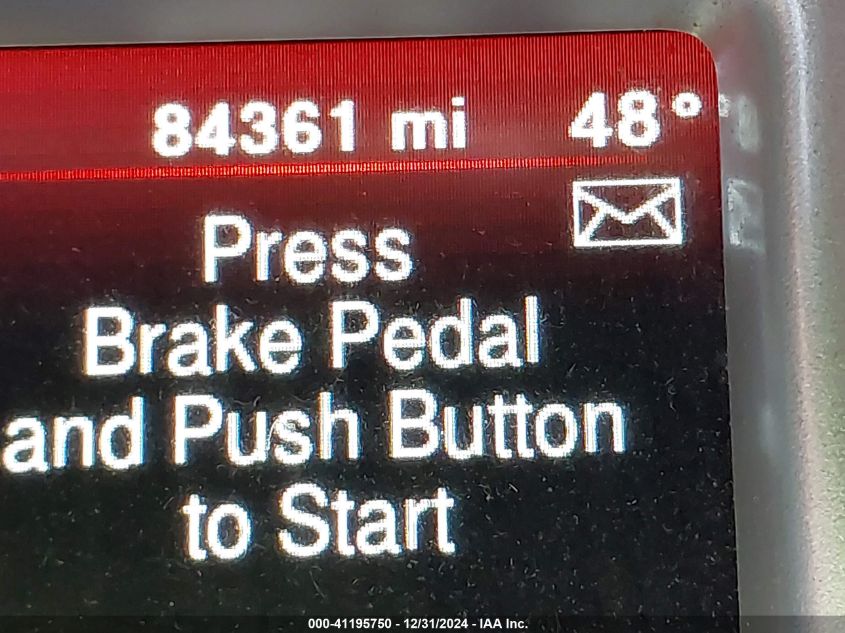 84361 mi 48°
Press
Brake Pedal
and Push Button
to Start
000-41195750 - 12/31/2024 - IAA Inc.